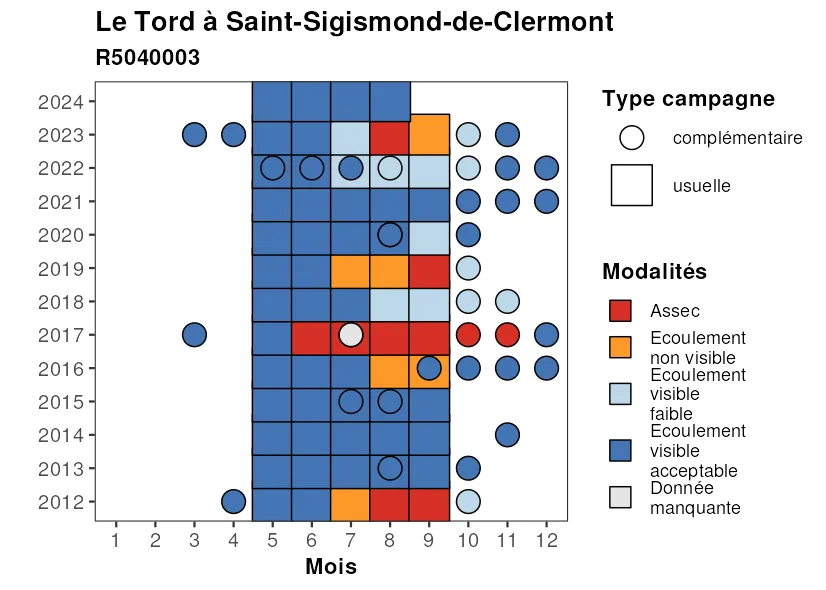 Le Tord à Saint-Sigismond-de-Clermont
R5040003
2024
2023
2022
2021
2020
2019
2018
2017
2016
2015
2014
2013
2012
1 2 3 4 5 6 7 8 9 10 11 12
Mois
Type campagne
complémentaire
usuelle
Modalités
Assec
Ecoulement
non visible
Ecoulement
visible
faible
Ecoulement
visible
acceptable
Donnée
manquante